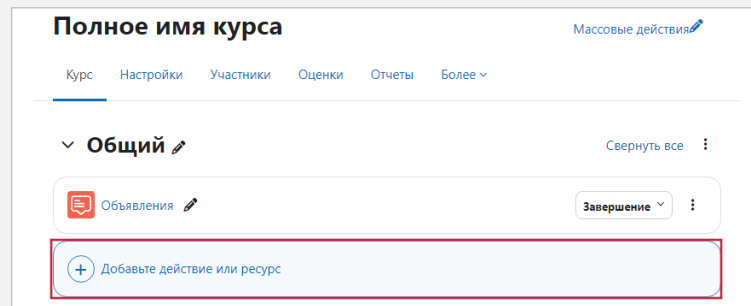 Полное имя курса
Массовые действия
Курс Настройки Участники Оценки Отчеты Более
Общий
Свернуть все
Объявления
Завершение
Добавьте действие или ресурс